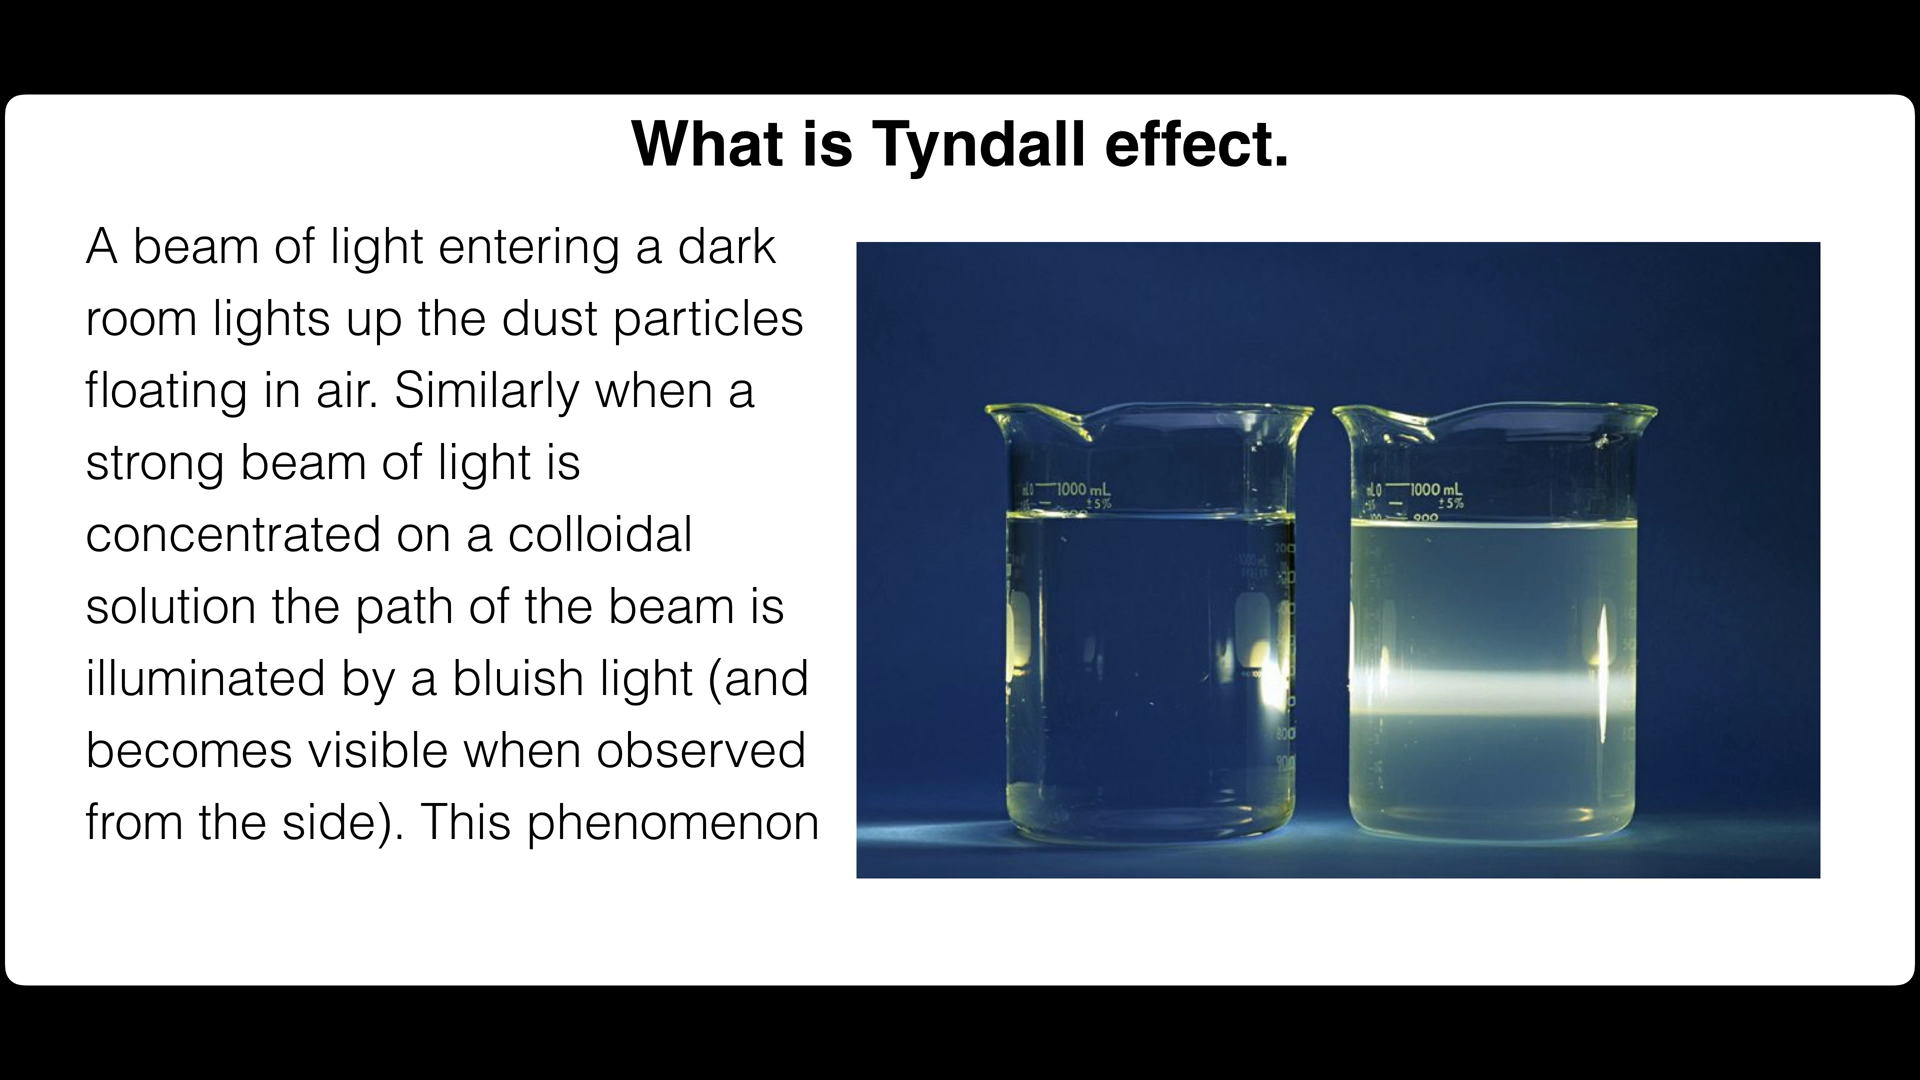 What is Tyndall effect.
A beam of light entering a dark
room lights up the dust particles
floating in air. Similarly when a
strong beam of light is
concentrated on a colloidal
solution the path of the beam is
illuminated by a bluish light (and
becomes visible when observed
from the side). This phenomenon
1000 mL
±5%
1000 mL
±5%
900